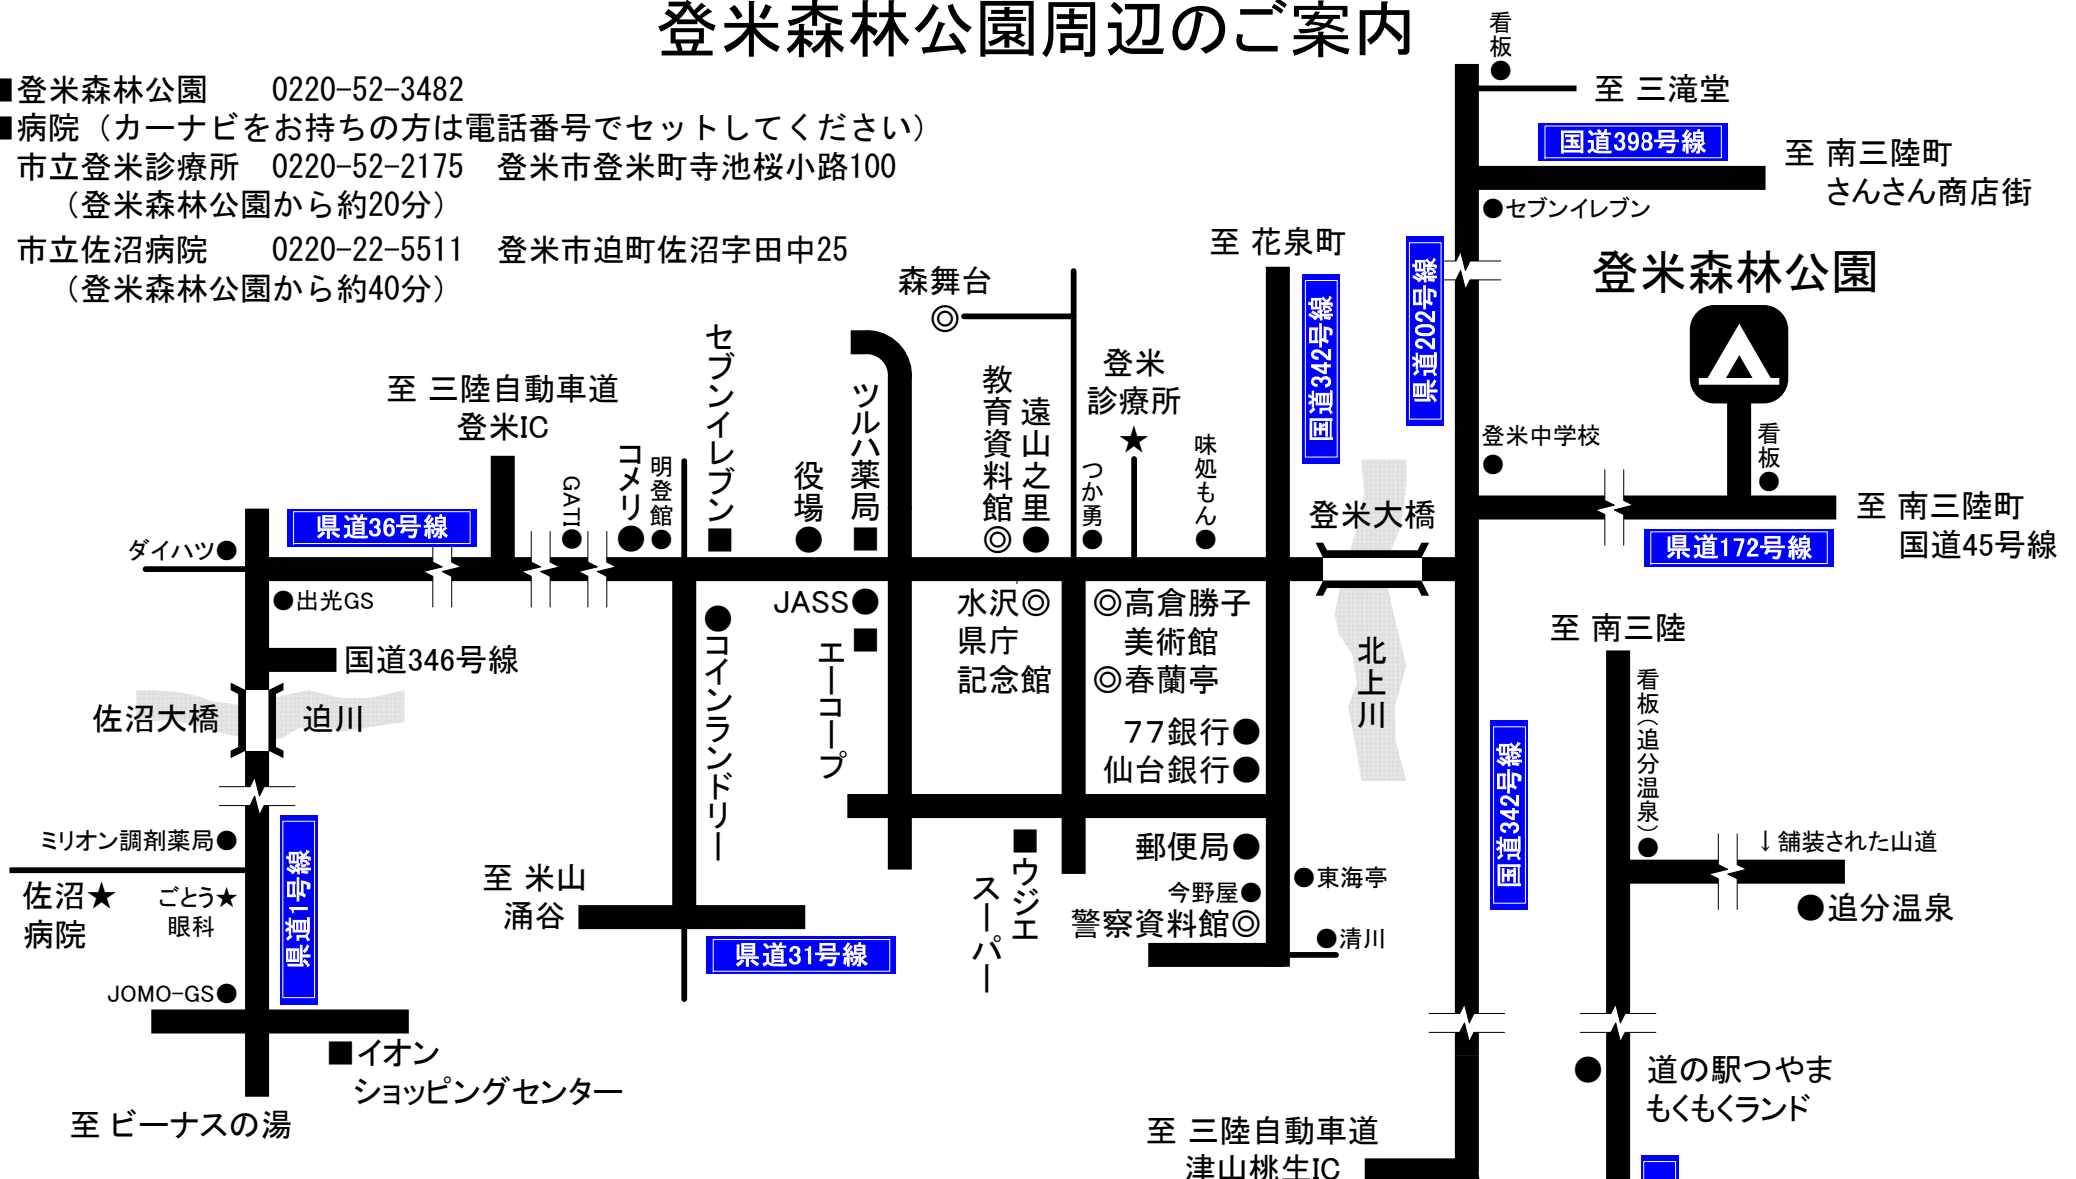 登米森林公園周辺のご案内
■登米森林公園　0220-52-3482
■病院（カーナビをお持ちの方は電話番号でセットしてください）
市立登米診療所　0220-52-2175　登米市登米町寺池桜小路100
（登米森林公園から約20分）
市立佐沼病院　0220-22-5511　登米市迫町佐沼字田中25
（登米森林公園から約40分）
看板●
至 三滝堂
国道398号線
至 南三陸町
さんさん商店街
●セブンイレブン
至 花泉町
国道342号線
県道202号線
登米森林公園
森舞台
◎
至 三陸自動車道
登米IC
GATI●
コメリ●
明登館●
セブンイレブン■
役場●
ツルハ薬局■
教育資料館◎
遠山之里●
登米
診療所
★
つか勇●
味処もん●
登米大橋
登米中学校
●
看板●
至 南三陸町
国道45号線
県道172号線
県道36号線
ダイハツ●
●出光GS
国道346号線
佐沼大橋
迫川
●コインランドリー
JASS●
■
エーコープ
水沢◎
県庁
記念館
◎高倉勝子
美術館
◎春蘭亭
77銀行●
仙台銀行●
北上川
至 南三陸
看板（追分温泉）●
国道342号線
↓舗装された山道
●追分温泉
ミリオン調剤薬局●
佐沼★
病院
ごとう★
眼科
県道1号線
至 米山
涌谷
県道31号線
■ウジエ
スーパー
郵便局●
今野屋●
警察資料館◎
●東海亭
●清川
JOMO-GS●
■イオン
ショッピングセンター
至 ビーナスの湯
● 道の駅つやま
もくもくランド
至 三陸自動車道
津山桃生IC